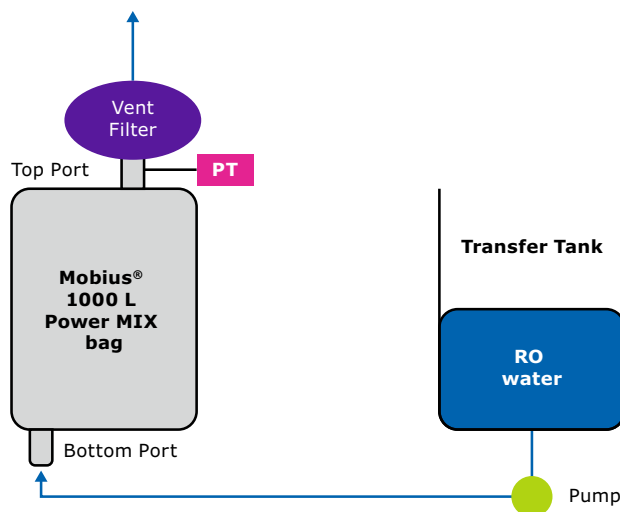 Vent
Filter
Top Port
PT
Mobius®
1000 L
Power MIX
bag
Transfer Tank
RO
water
Bottom Port
Pump